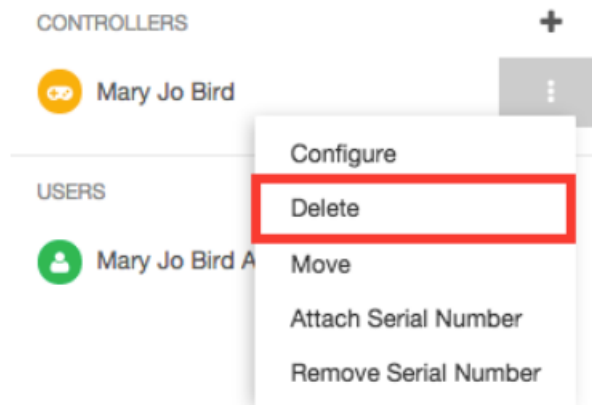 CONTROLLERS
Mary Jo Bird
Configure
USERS
Delete
Mary Jo Bird A
Move
Attach Serial Number
Remove Serial Number